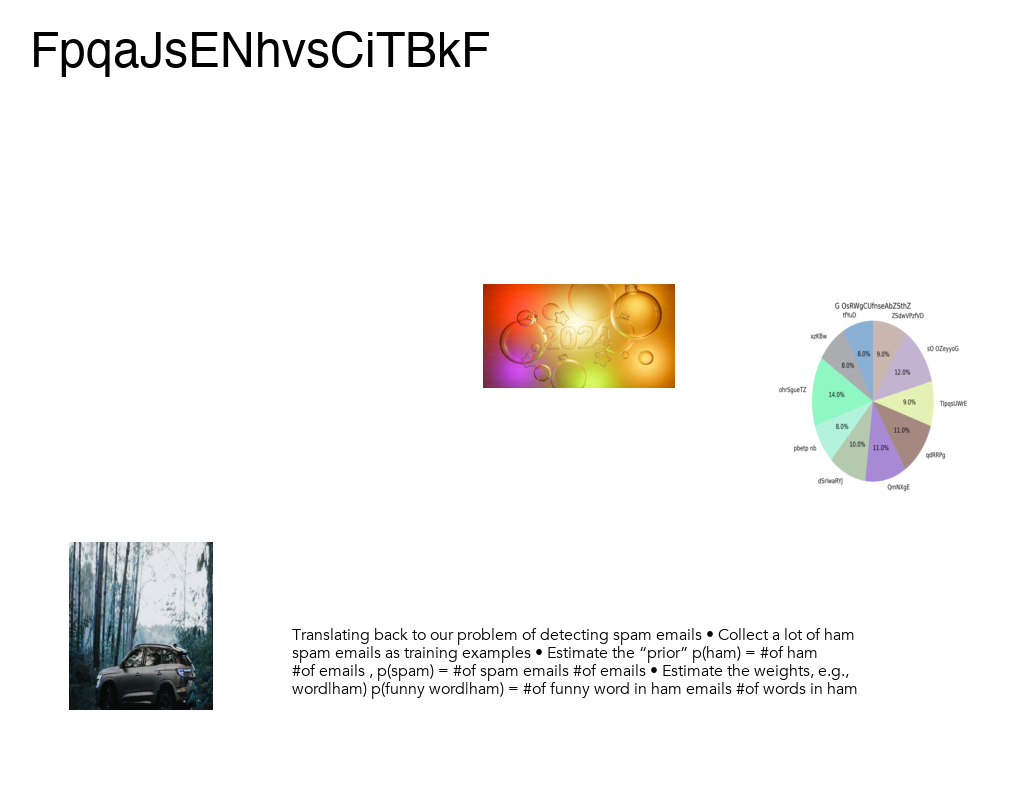 FpqaJsENhvsCiTBkF
2024
G OsRWgCUfnseAbZSthZ
tfYuD
ZSdwVPzfVD
xzKBw
sO OZeyyoG
8.0%
9.0%
8.0%
12.0%
ohrSgueTZ
14.0%
9.0%
TlpqsUWrE
8.0%
11.0%
pbetp nb
10.0%
11.0%
qdRRPg
dSrlwaRYJ
QmNXgE
Translating back to our problem of detecting spam emails • Collect a lot of ham
spam emails as training examples • Estimate the “prior” p(ham) = #of ham
#of emails , p(spam) = #of spam emails #of emails • Estimate the weights, e.g.,
wordlham) p(funny wordlham) = #of funny word in ham emails #of words in ham